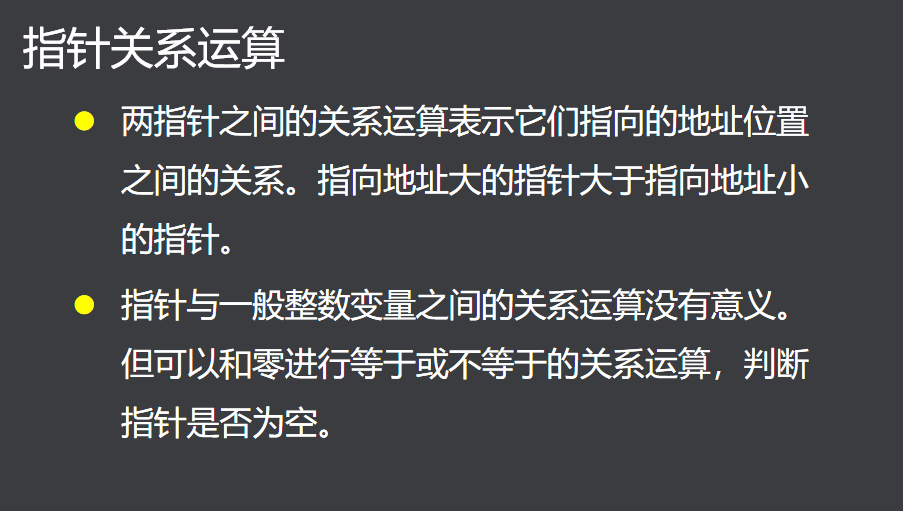 指针关系运算
两指针之间的关系运算表示它们指向的地址位置
之间的关系。指向地址大的指针大于指向地址小
的指针。
指针与一般整数变量之间的关系运算没有意义。
但可以和零进行等于或不等于的关系运算，判断
指针是否为空。